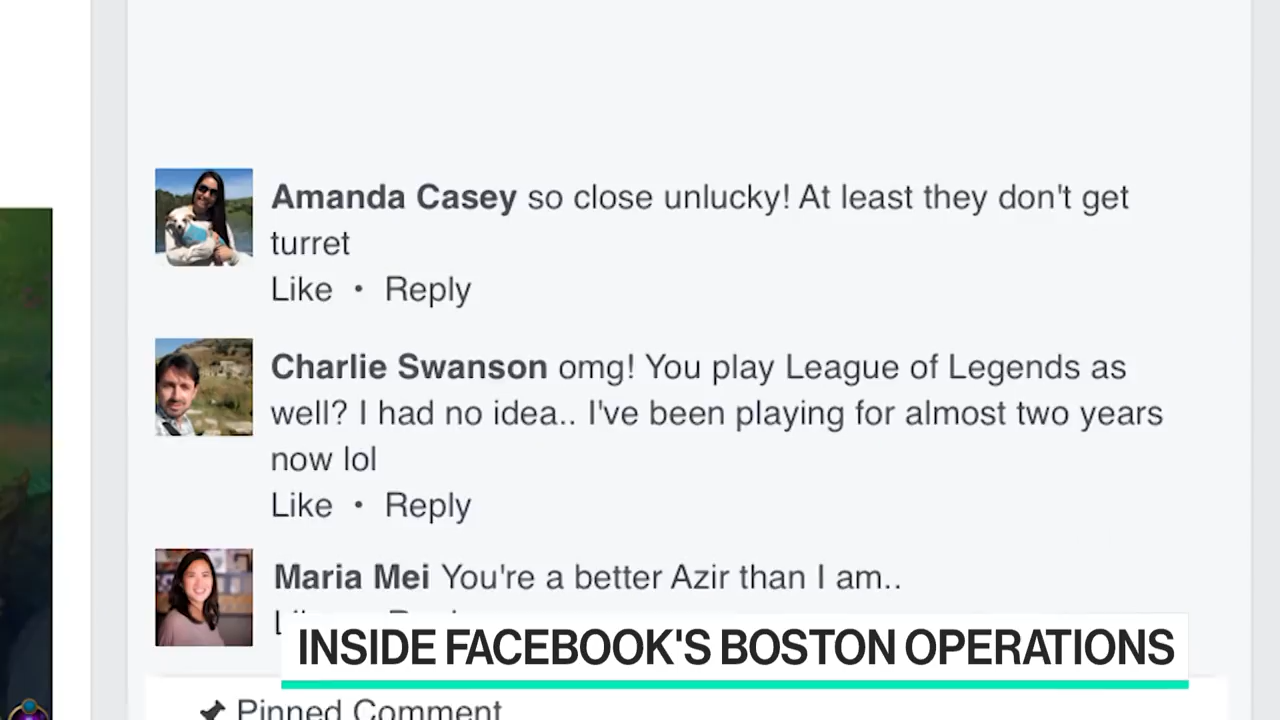 Amanda Casey so close unlucky! At least they don't get
turret
Like • Reply
Charlie Swanson omg! You play League of Legends as
well? I had no idea.. I've been playing for almost two years
now lol
Like • Reply
Maria Mei You're a better Azir than I am..
INSIDE FACEBOOK'S BOSTON OPERATIONS
Pinned Comment